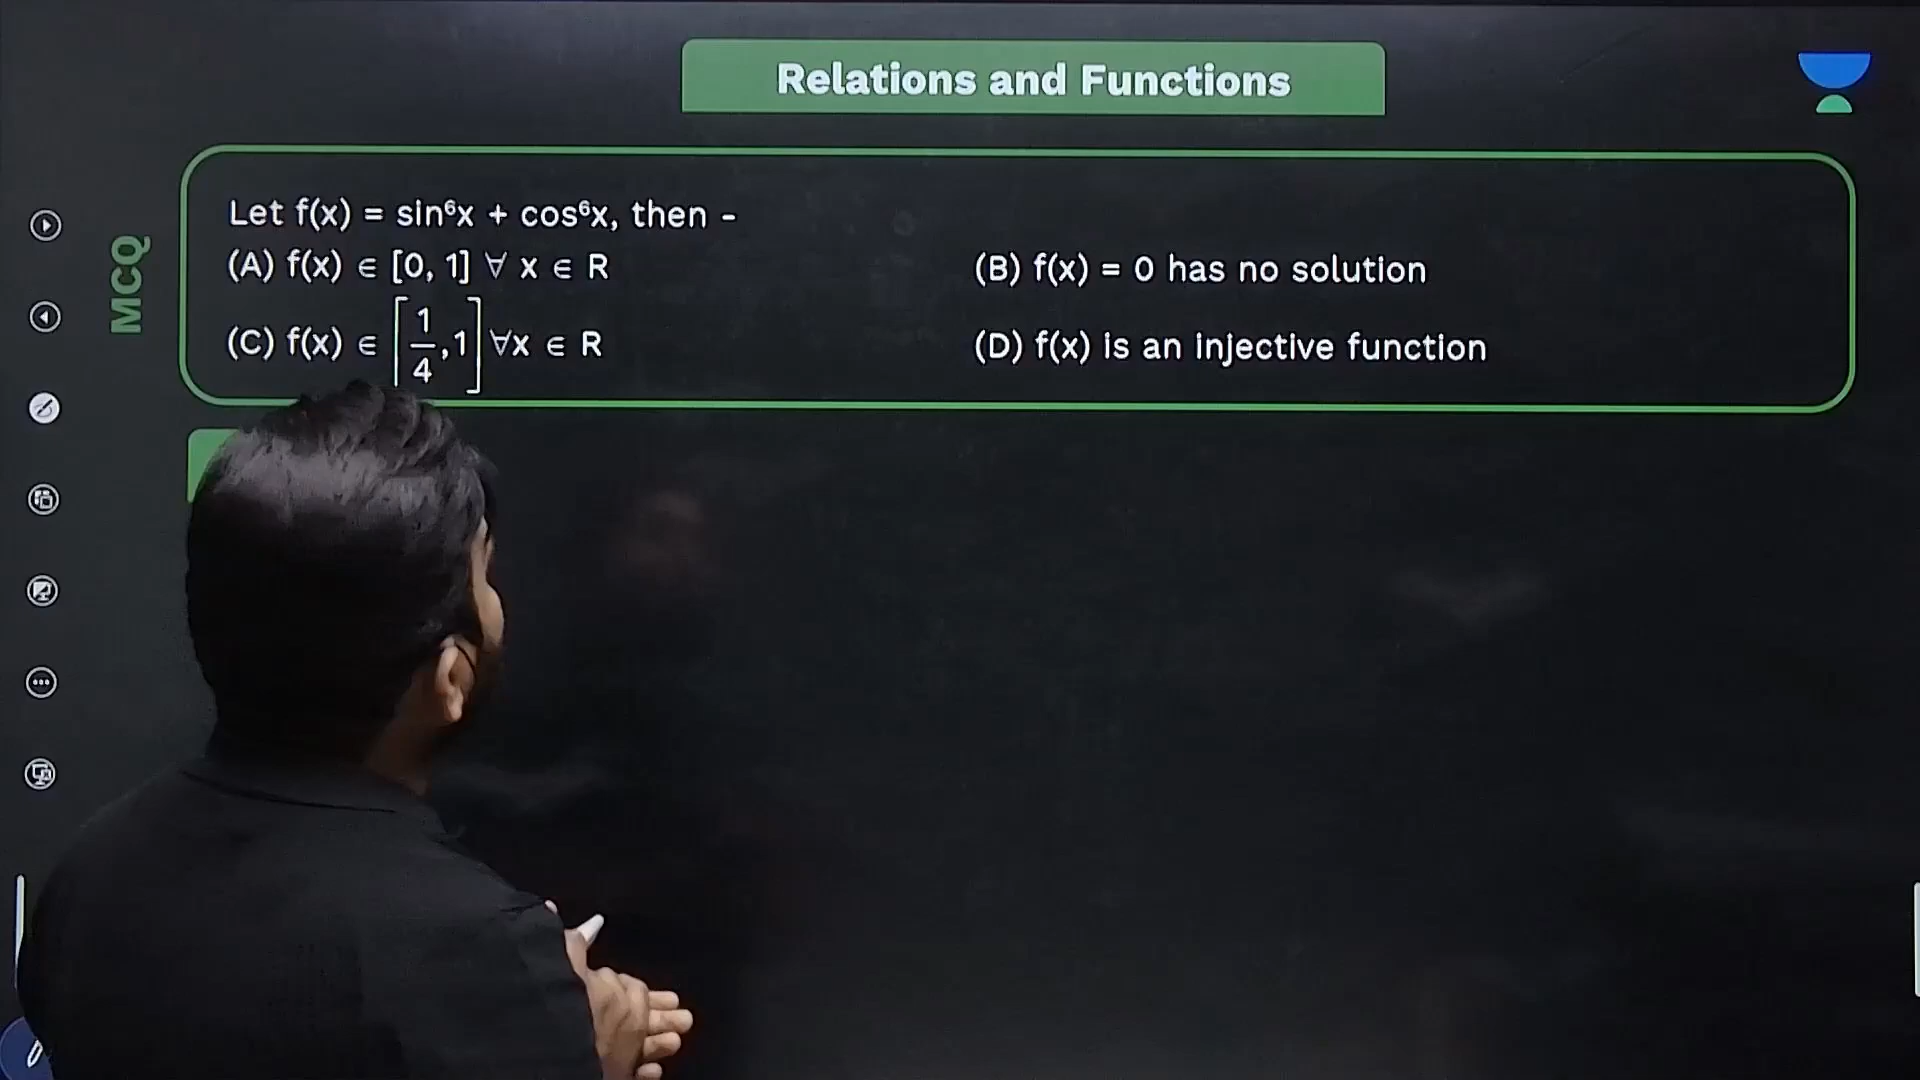 Relations and Functions
MCQ
Let f(x) = sin⁶x + cos⁶x, then -
(A) f(x) ∈ [0, 1] ∀ x ∈ R
(B) f(x) = 0 has no solution
(C) f(x) ∈ [1/4, 1] ∀x ∈ R
(D) f(x) is an injective function